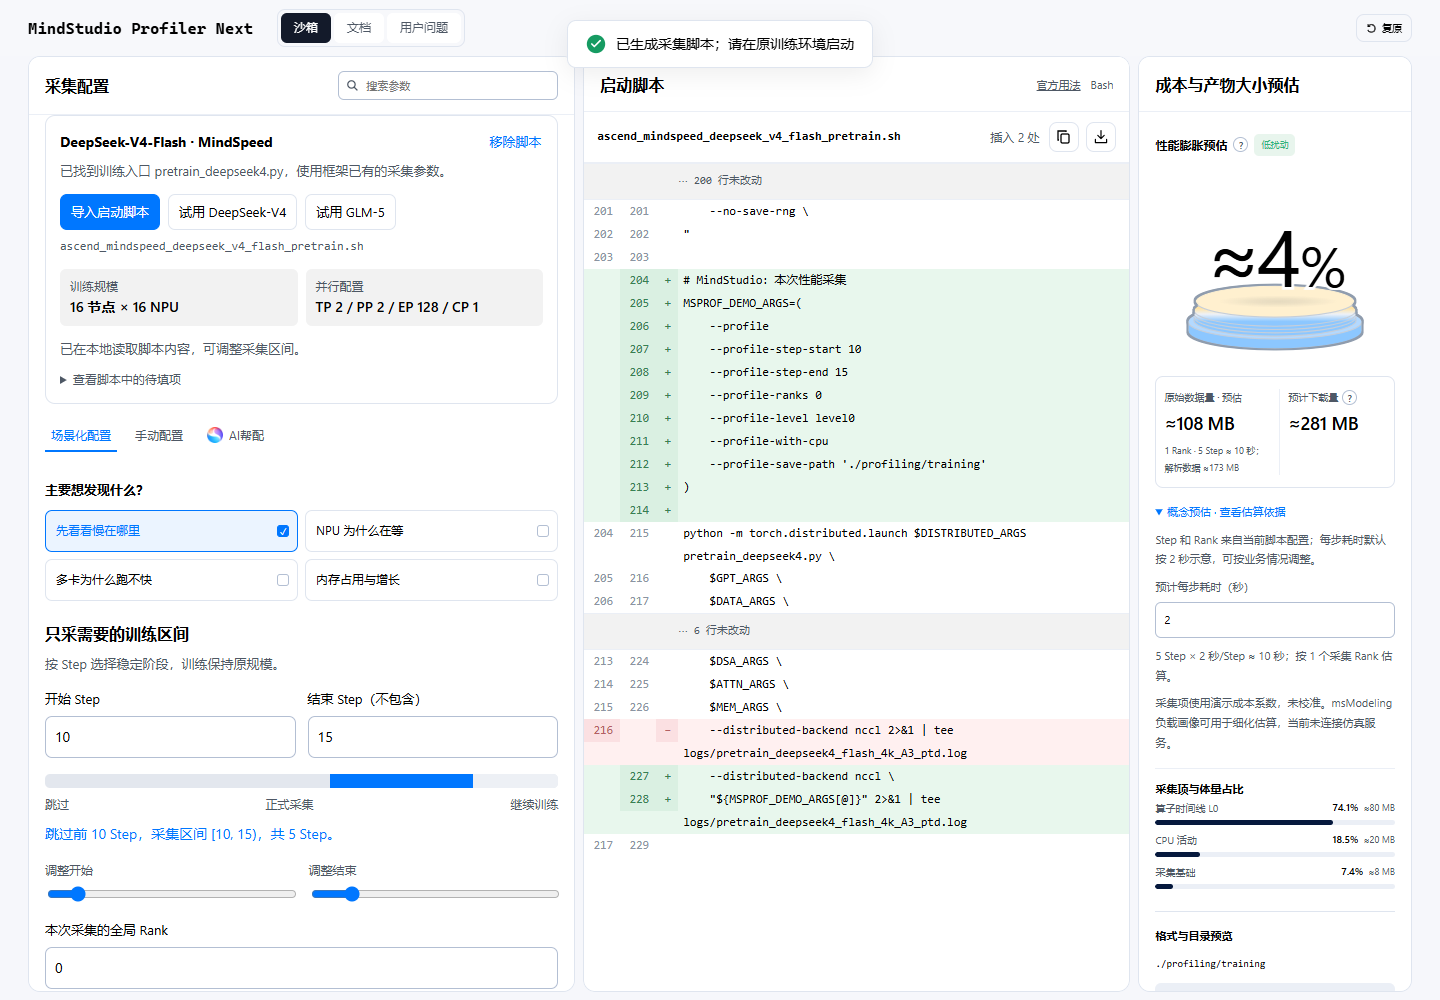 MindStudio Profiler Next
沙箱
文档
用户问题
已生成采集脚本；请在原训练环境启动
复原
采集配置
搜索参数
DeepSeek-V4-Flash · MindSpeed
移除脚本
已找到训练入口 pretrain_deepseek4.py，使用框架已有的采集参数。
导入启动脚本
试用 DeepSeek-V4
试用 GLM-5
ascend_mindspeed_deepseek_v4_flash_pretrain.sh
训练规模
16 节点 × 16 NPU
并行配置
TP 2 / PP 2 / EP 128 / CP 1
已在本地读取脚本内容，可调整采集区间。
查看脚本中的待填项
场景化配置
手动配置
AI帮配
主要想发现什么？
先看看慢在哪里
NPU 为什么在等
多卡为什么跑不快
内存占用与增长
只采需要的训练区间
按 Step 选择稳定阶段，训练保持原规模。
开始 Step
结束 Step（不包含）
10
15
跳过
正式采集
继续训练
跳过前 10 Step，采集区间 [10, 15)，共 5 Step。
调整开始
调整结束
本次采集的全局 Rank
0
启动脚本
官方用法
Bash
ascend_mindspeed_deepseek_v4_flash_pretrain.sh
插入 2 处
··· 200 行未改动
201 201 --no-save-rng \
202 202 "
203 203
204 + # MindStudio: 本次性能采集
205 + MSPROF_DEMO_ARGS=(
206 + --profile
207 + --profile-step-start 10
208 + --profile-step-end 15
209 + --profile-ranks 0
210 + --profile-level level0
211 + --profile-with-cpu
212 + --profile-save-path './profiling/training'
213 + )
214 +
204 215 python -m torch.distributed.launch $DISTRIBUTED_ARGS
pretrain_deepseek4.py \
205 216 $GPT_ARGS \
206 217 $DATA_ARGS \
··· 6 行未改动
213 224 $DSA_ARGS \
214 225 $ATTN_ARGS \
215 226 $MEM_ARGS \
216 − --distributed-backend nccl 2>&1 | tee
logs/pretrain_deepseek4_flash_4k_A3_ptd.log
227 + --distributed-backend nccl \
228 + "${MSPROF_DEMO_ARGS[@]}" 2>&1 | tee
logs/pretrain_deepseek4_flash_4k_A3_ptd.log
217 229
成本与产物大小预估
性能膨胀预估 ?
低扰动
≈4%
原始数据量 · 预估
≈108 MB
1 Rank · 5 Step ≈ 10 秒；
解析数据 ≈173 MB
预计下载量 ?
≈281 MB
概念预估 · 查看估算依据
Step 和 Rank 来自当前脚本配置；每步耗时默认
按 2 秒示意，可按业务情况调整。
预计每步耗时（秒）
2
5 Step × 2 秒/Step ≈ 10 秒；按 1 个采集 Rank 估
算。
采集项使用演示成本系数，未校准。msModeling
负载画像可用于细化估算，当前未连接仿真服
务。
采集项与体量占比
算子时间线 L0
74.1% ≈80 MB
CPU 活动
18.5% ≈20 MB
采集基础
7.4% ≈8 MB
格式与目录预览
./profiling/training